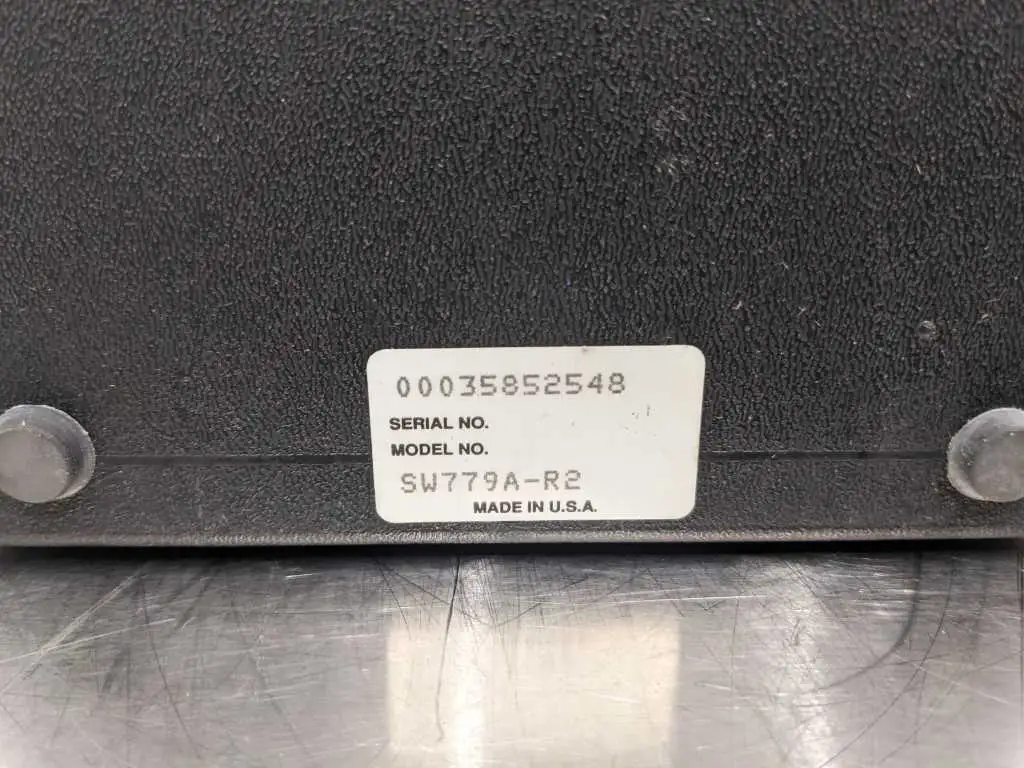 00035852548
SERIAL NO.
MODEL NO.
SW779A-R2
MADE IN U.S.A.